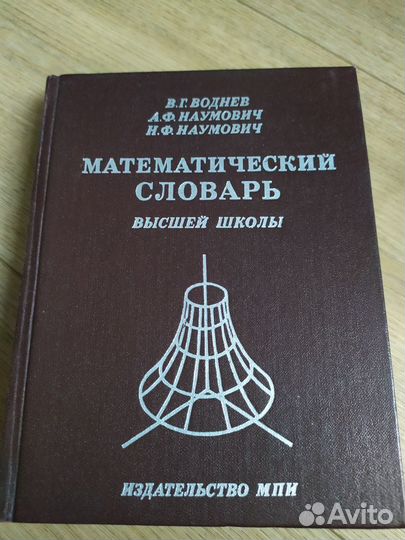 В.Г. ВОДНЕВ
А.Ф. НАУМОВИЧ
Н.Ф. НАУМОВИЧ
МАТЕМАТИЧЕСКИЙ
СЛОВАРЬ
ВЫСШЕЙ ШКОЛЫ
ИЗДАТЕЛЬСТВО МПИ
Avito